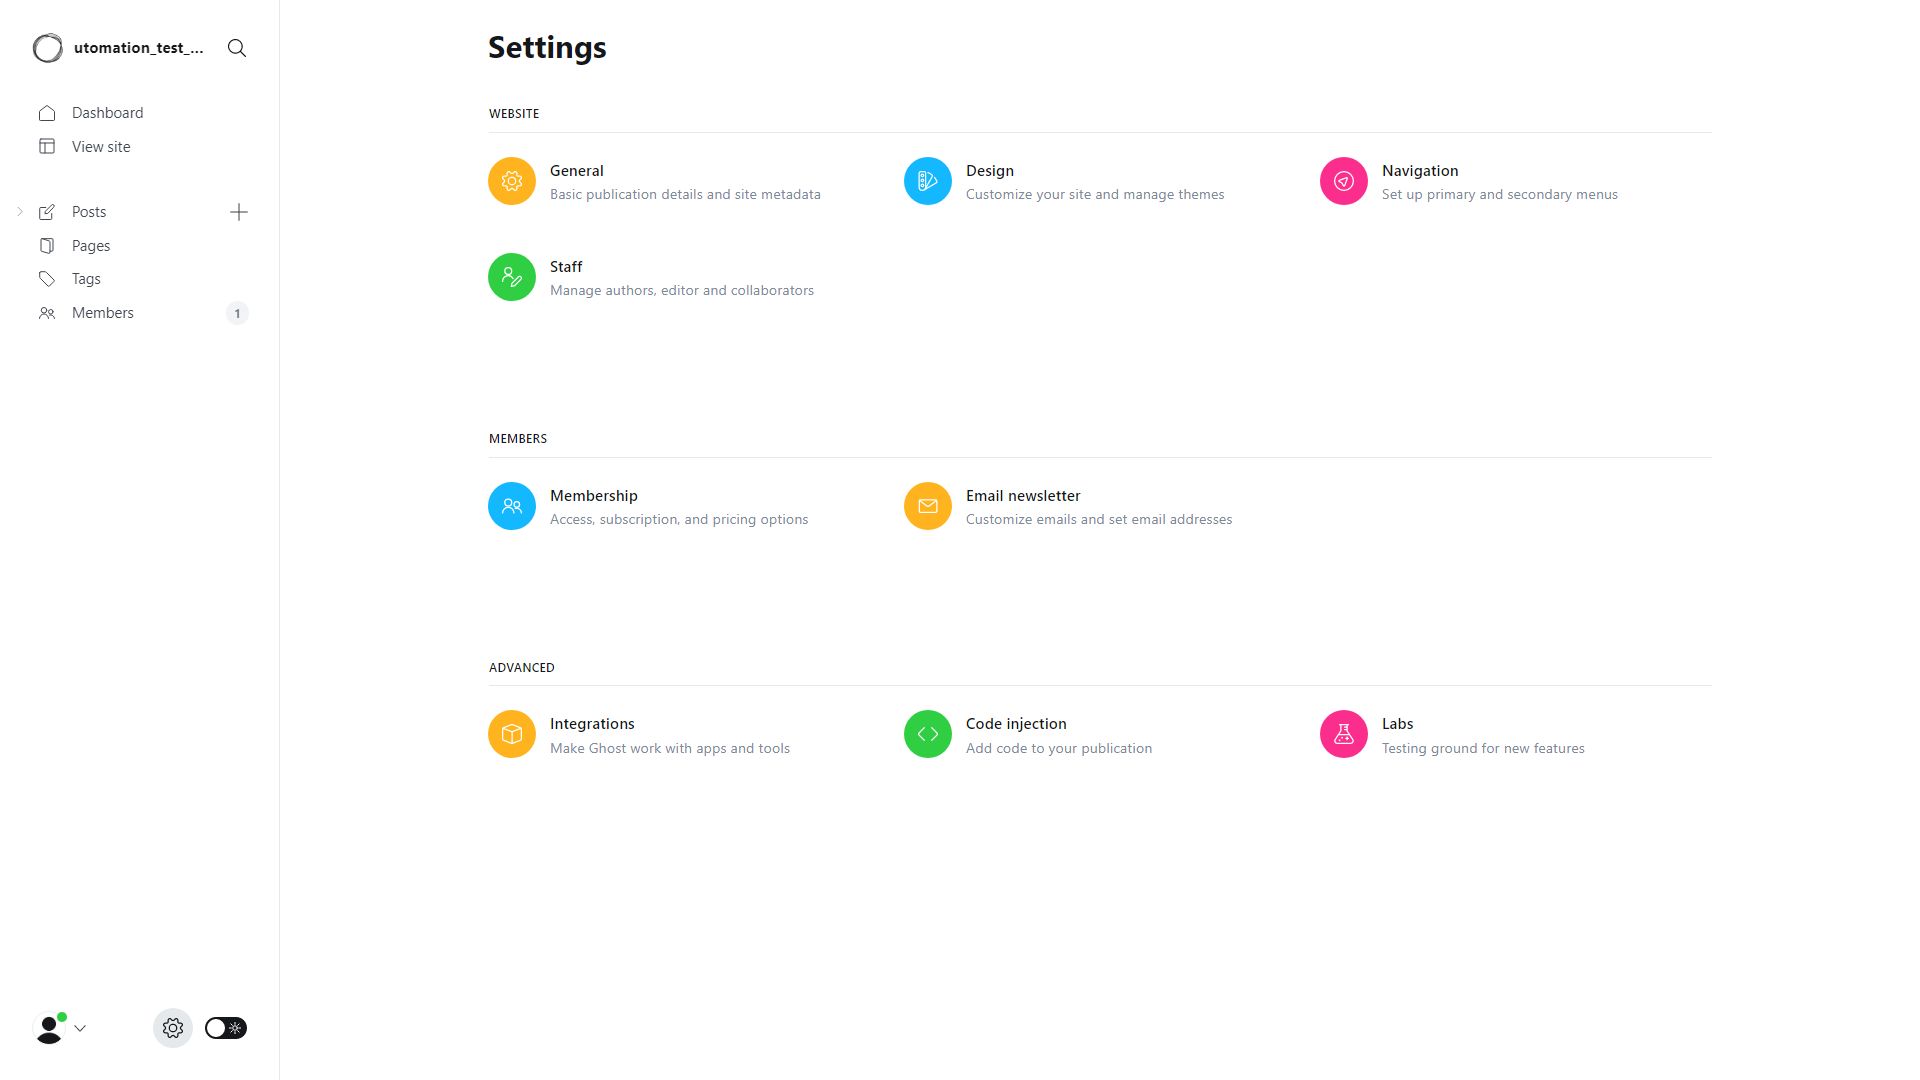 utomation_test_...
Dashboard
View site
Posts
Pages
Tags
Members
1
Settings
WEBSITE
General
Basic publication details and site metadata
Design
Customize your site and manage themes
Navigation
Set up primary and secondary menus
Staff
Manage authors, editor and collaborators
MEMBERS
Membership
Access, subscription, and pricing options
Email newsletter
Customize emails and set email addresses
ADVANCED
Integrations
Make Ghost work with apps and tools
Code injection
Add code to your publication
Labs
Testing ground for new features